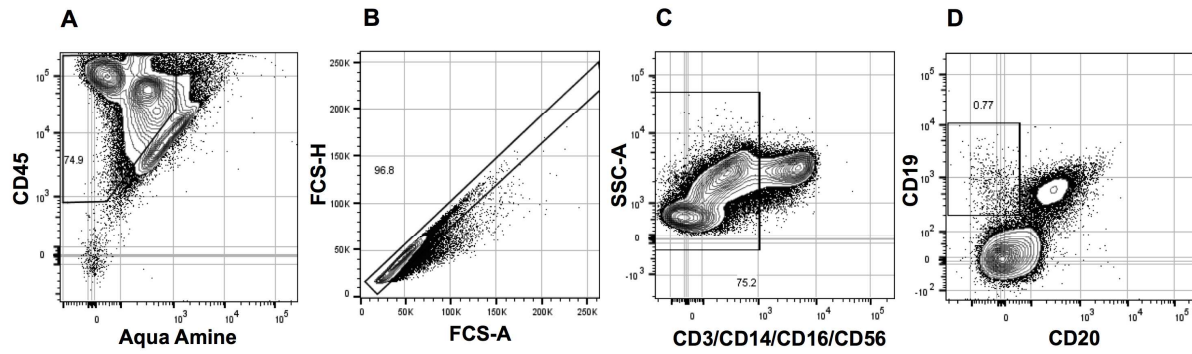 A
CD45
10⁵
10⁴
10³
0
74.9
0
10³
10⁴
10⁵
Aqua Amine
B
FCS-H
250K
200K
150K
100K
50K
0
96.8
0
50K
100K
150K
200K
250K
FCS-A
C
SSC-A
10⁵
10⁴
10³
0
-10³
75.2
0
10³
10⁴
10⁵
CD3/CD14/CD16/CD56
D
CD19
10⁵
10⁴
10³
10²
0
-10²
0.77
0
10³
10⁴
10⁵
CD20